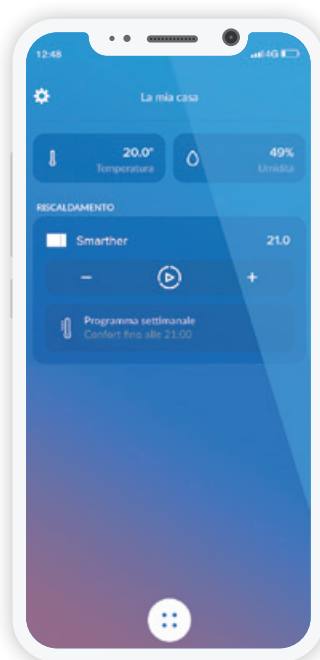 12:48
4G
La mia casa
20.0°
Temperatura
49%
Umidità
RISCALDAMENTO
Smarther
21.0
Programma settimanale
Confort fino alle 21:00